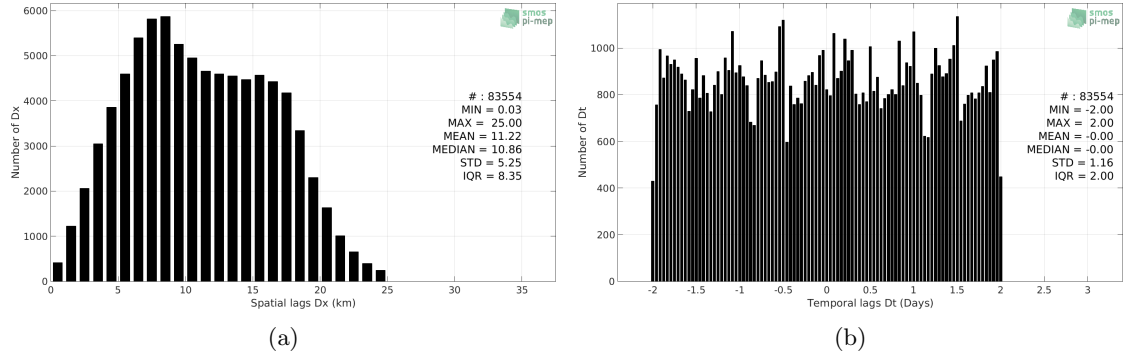 6000
5000
4000
3000
2000
1000
0
Number of Dx
smos
pi-mep
# : 83554
MIN = 0.03
MAX = 25.00
MEAN = 11.22
MEDIAN = 10.86
STD = 5.25
IQR = 8.35
0 5 10 15 20 25 30 35
Spatial lags Dx (km)
(a)
1000
800
600
400
200
0
Number of Dt
smos
pi-mep
# : 83554
MIN = -2.00
MAX = 2.00
MEAN = -0.00
MEDIAN = -0.00
STD = 1.16
IQR = 2.00
-2 -1.5 -1 -0.5 0 0.5 1 1.5 2 2.5 3
Temporal lags Dt (Days)
(b)